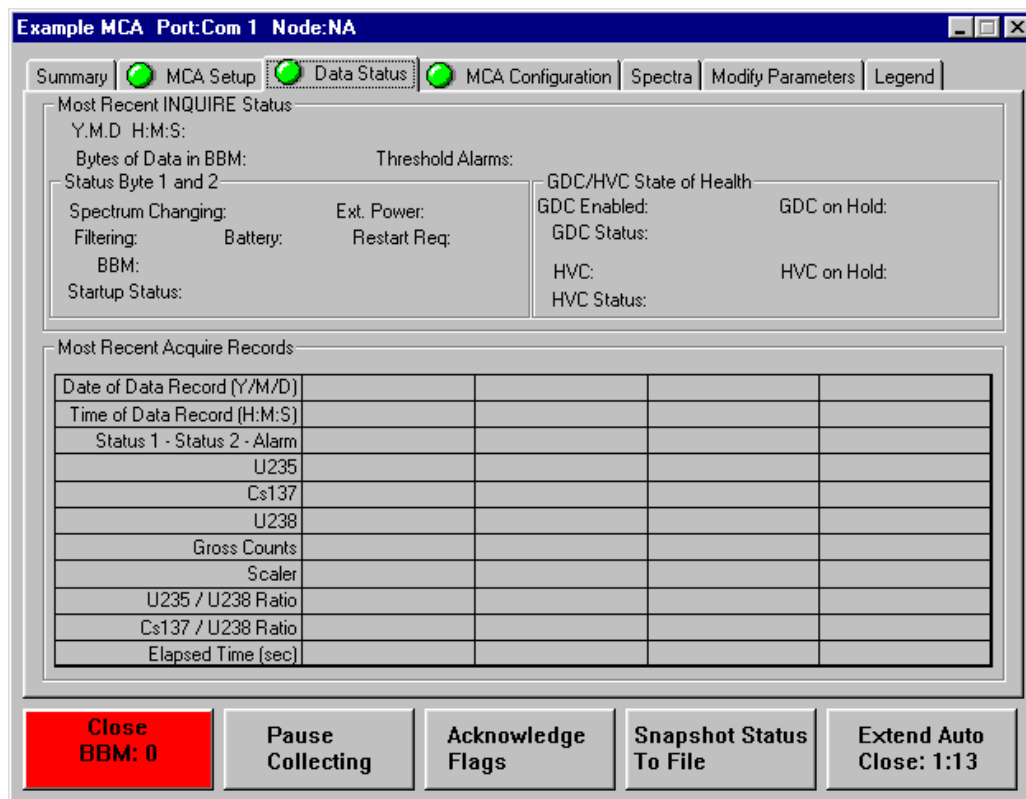 Example MCA Port:Com 1 Node:NA
Summary MCA Setup Data Status MCA Configuration Spectra Modify Parameters Legend
Most Recent INQUIRE Status
Y.M.D H:M:S:
Bytes of Data in BBM: Threshold Alarms:
Status Byte 1 and 2 GDC/HVC State of Health
Spectrum Changing: Ext. Power: GDC Enabled: GDC on Hold:
Filtering: Battery: Restart Req: GDC Status:
BBM: HVC: HVC on Hold:
Startup Status: HVC Status:
Most Recent Acquire Records
Date of Data Record (Y/M/D)
Time of Data Record (H:M:S)
Status 1 - Status 2 - Alarm
U235
Cs137
U238
Gross Counts
Scaler
U235 / U238 Ratio
Cs137 / U238 Ratio
Elapsed Time (sec)
Close Pause Acknowledge Snapshot Status Extend Auto
BBM: 0 Collecting Flags To File Close: 1:13